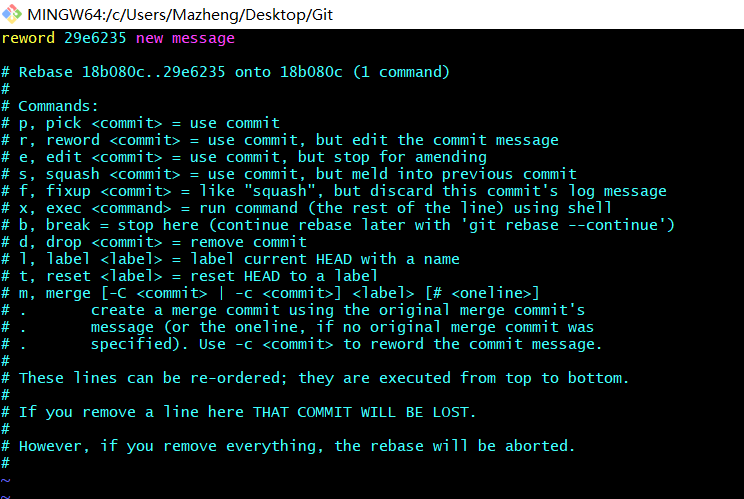 MINGW64:/c/Users/Mazheng/Desktop/Git
reword 29e6235 new message
# Rebase 18b080c..29e6235 onto 18b080c (1 command)
#
# Commands:
# p, pick <commit> = use commit
# r, reword <commit> = use commit, but edit the commit message
# e, edit <commit> = use commit, but stop for amending
# s, squash <commit> = use commit, but meld into previous commit
# f, fixup <commit> = like "squash", but discard this commit's log message
# x, exec <command> = run command (the rest of the line) using shell
# b, break = stop here (continue rebase later with 'git rebase --continue')
# d, drop <commit> = remove commit
# l, label <label> = label current HEAD with a name
# t, reset <label> = reset HEAD to a label
# m, merge [-C <commit> | -c <commit>] <label> [# <oneline>]
# .       create a merge commit using the original merge commit's
# .       message (or the oneline, if no original merge commit was
# .       specified). Use -c <commit> to reword the commit message.
#
# These lines can be re-ordered; they are executed from top to bottom.
#
# If you remove a line here THAT COMMIT WILL BE LOST.
#
# However, if you remove everything, the rebase will be aborted.
#
~
~